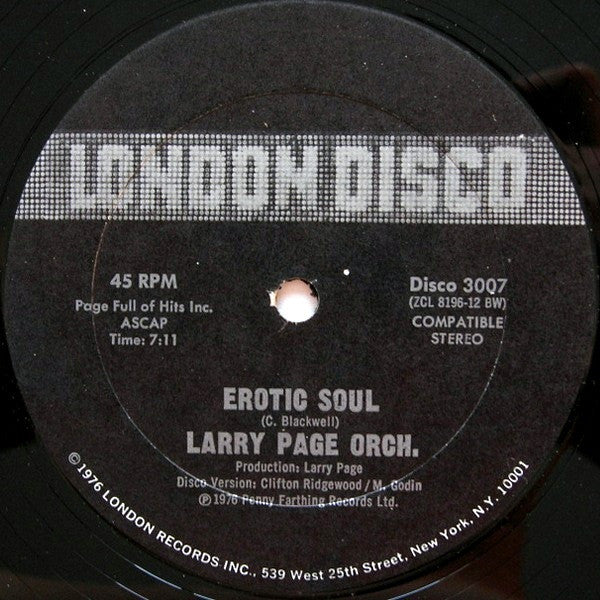 LONDON DISCO
45 RPM
Page Full of Hits Inc.
ASCAP
Time: 7:11
Disco 3007
(ZCL 8196-12 BW)
COMPATIBLE
STEREO
EROTIC SOUL
(C. Blackwell)
LARRY PAGE ORCH.
Production: Larry Page
Disco Version: Clifton Ridgewood / M. Godin
℗ 1976 Penny Farthing Records Ltd.
© 1976 LONDON RECORDS INC., 539 West 25th Street, New York, N.Y. 10001